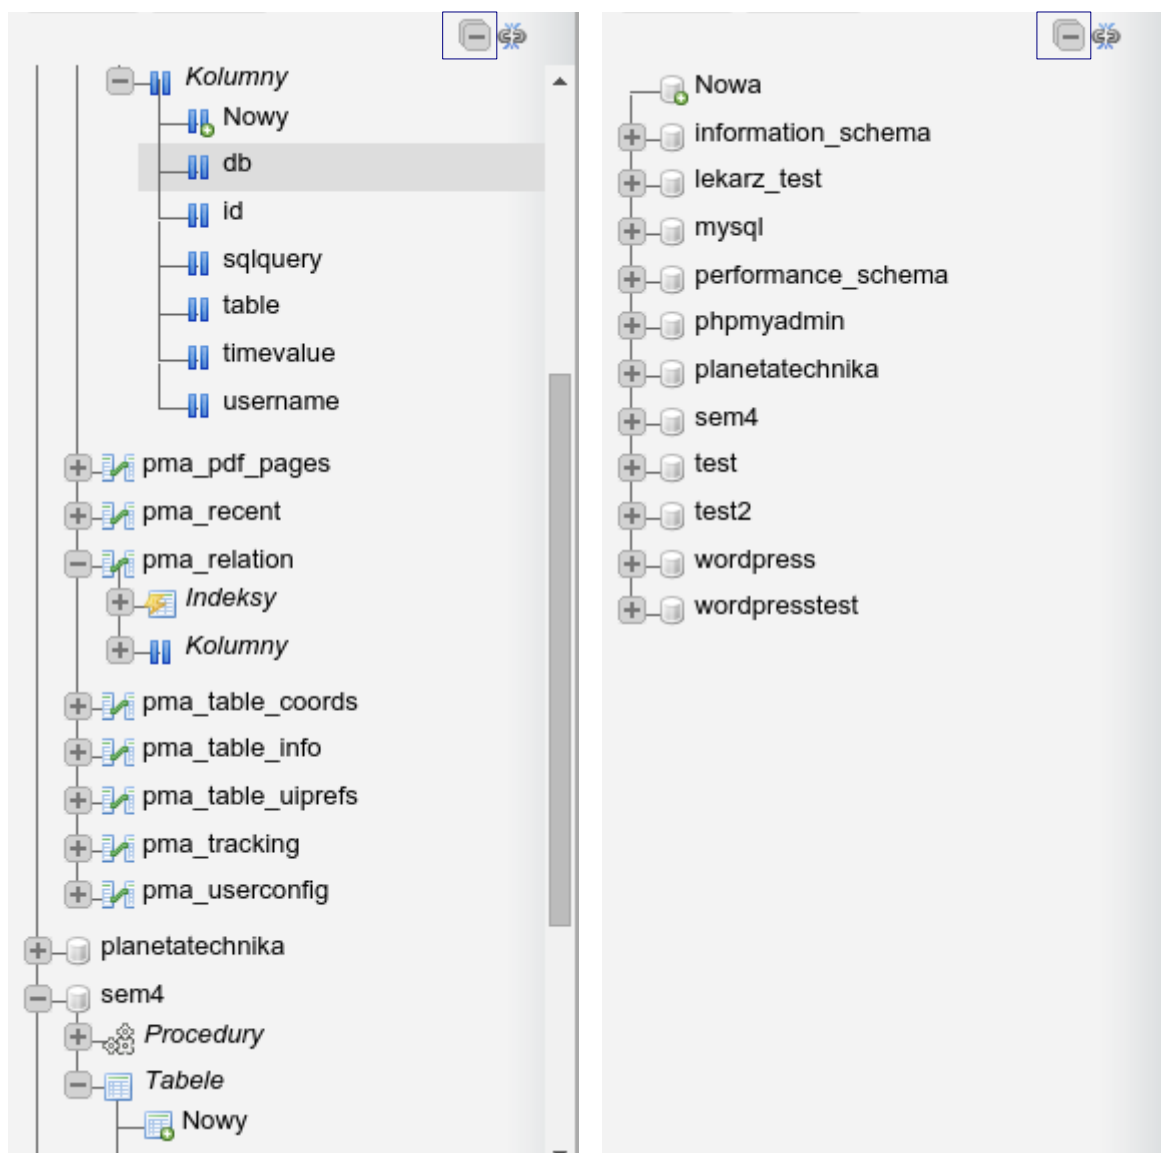 Kolumny
Nowy
db
id
sqlquery
table
timevalue
username
pma_pdf_pages
pma_recent
pma_relation
Indeksy
Kolumny
pma_table_coords
pma_table_info
pma_table_uiprefs
pma_tracking
pma_userconfig
planetatechnika
sem4
Procedury
Tabele
Nowy
Nowa
information_schema
lekarz_test
mysql
performance_schema
phpmyadmin
planetatechnika
sem4
test
test2
wordpress
wordpresstest